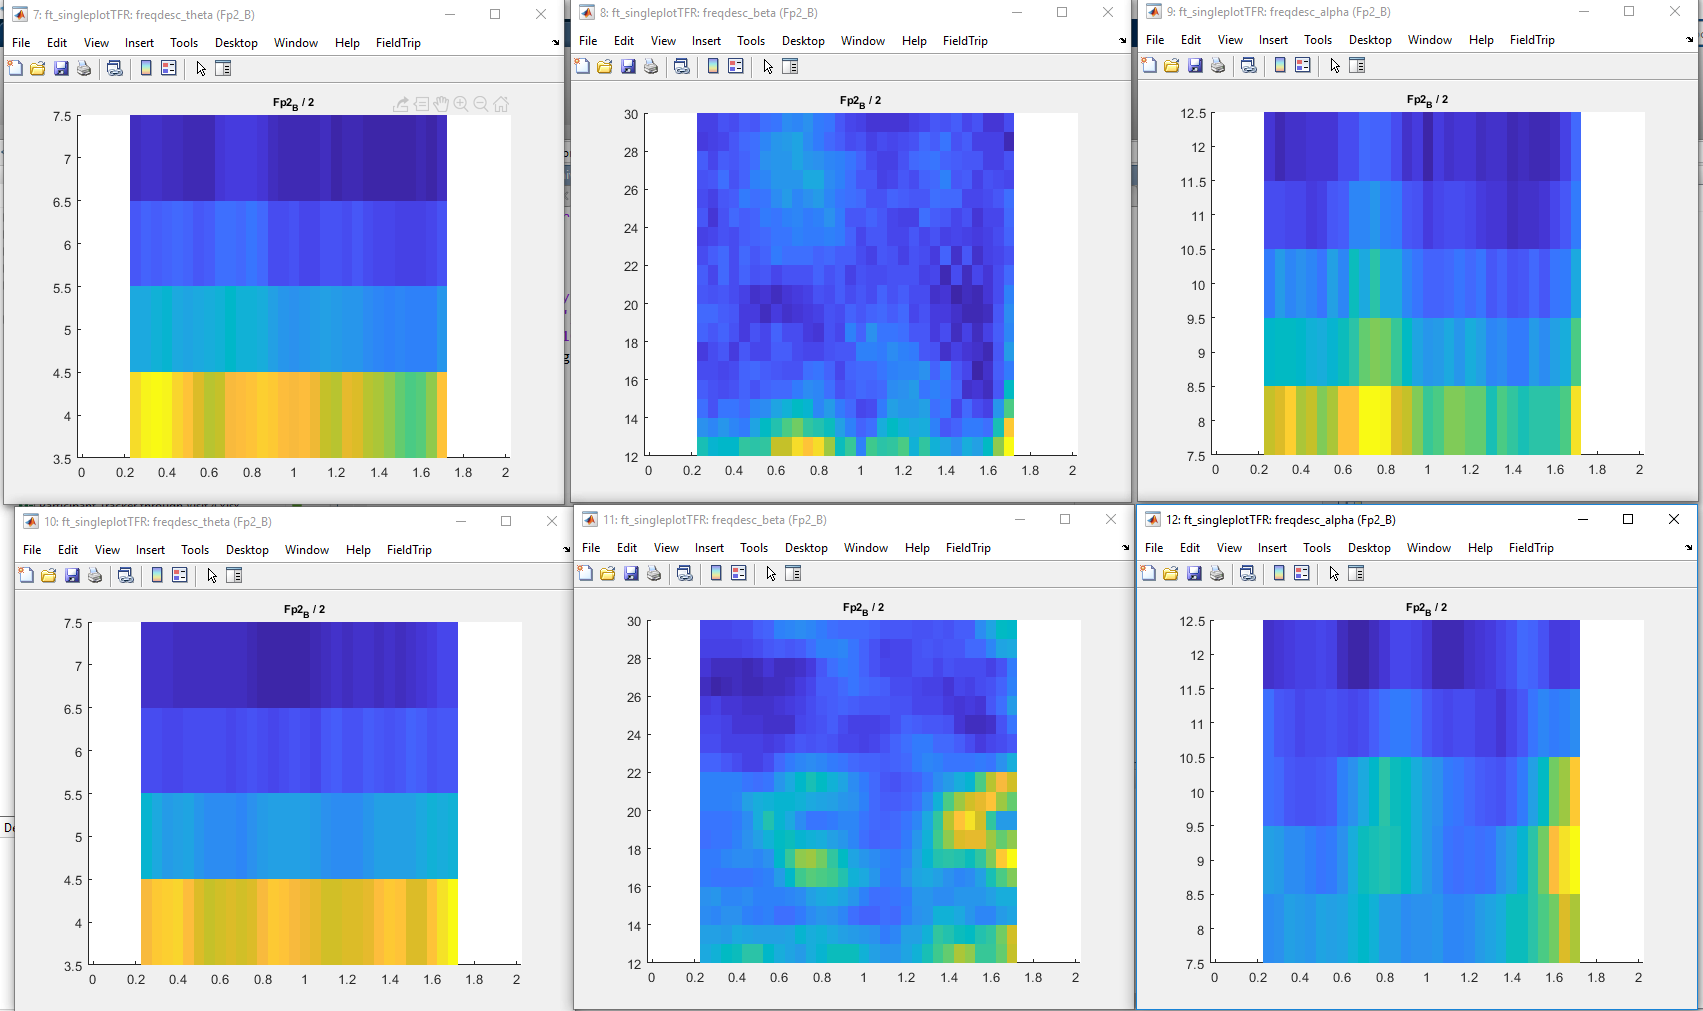 7: ft_singleplotTFR: freqdesc_theta (Fp2_B)
File Edit View Insert Tools Desktop Window Help FieldTrip
Fp2B / 2
7.5
7
6.5
6
5.5
5
4.5
4
3.5
0 0.2 0.4 0.6 0.8 1 1.2 1.4 1.6 1.8 2
8: ft_singleplotTFR: freqdesc_beta (Fp2_B)
File Edit View Insert Tools Desktop Window Help FieldTrip
Fp2B / 2
30
28
26
24
22
20
18
16
14
12
0 0.2 0.4 0.6 0.8 1 1.2 1.4 1.6 1.8 2
9: ft_singleplotTFR: freqdesc_alpha (Fp2_B)
File Edit View Insert Tools Desktop Window Help FieldTrip
Fp2B / 2
12.5
12
11.5
11
10.5
10
9.5
9
8.5
8
7.5
0 0.2 0.4 0.6 0.8 1 1.2 1.4 1.6 1.8 2
10: ft_singleplotTFR: freqdesc_theta (Fp2_B)
File Edit View Insert Tools Desktop Window Help FieldTrip
Fp2B / 2
7.5
7
6.5
6
5.5
5
4.5
4
3.5
0 0.2 0.4 0.6 0.8 1 1.2 1.4 1.6 1.8 2
11: ft_singleplotTFR: freqdesc_beta (Fp2_B)
File Edit View Insert Tools Desktop Window Help FieldTrip
Fp2B / 2
30
28
26
24
22
20
18
16
14
12
0 0.2 0.4 0.6 0.8 1 1.2 1.4 1.6 1.8 2
12: ft_singleplotTFR: freqdesc_alpha (Fp2_B)
File Edit View Insert Tools Desktop Window Help FieldTrip
Fp2B / 2
12.5
12
11.5
11
10.5
10
9.5
9
8.5
8
7.5
0 0.2 0.4 0.6 0.8 1 1.2 1.4 1.6 1.8 2